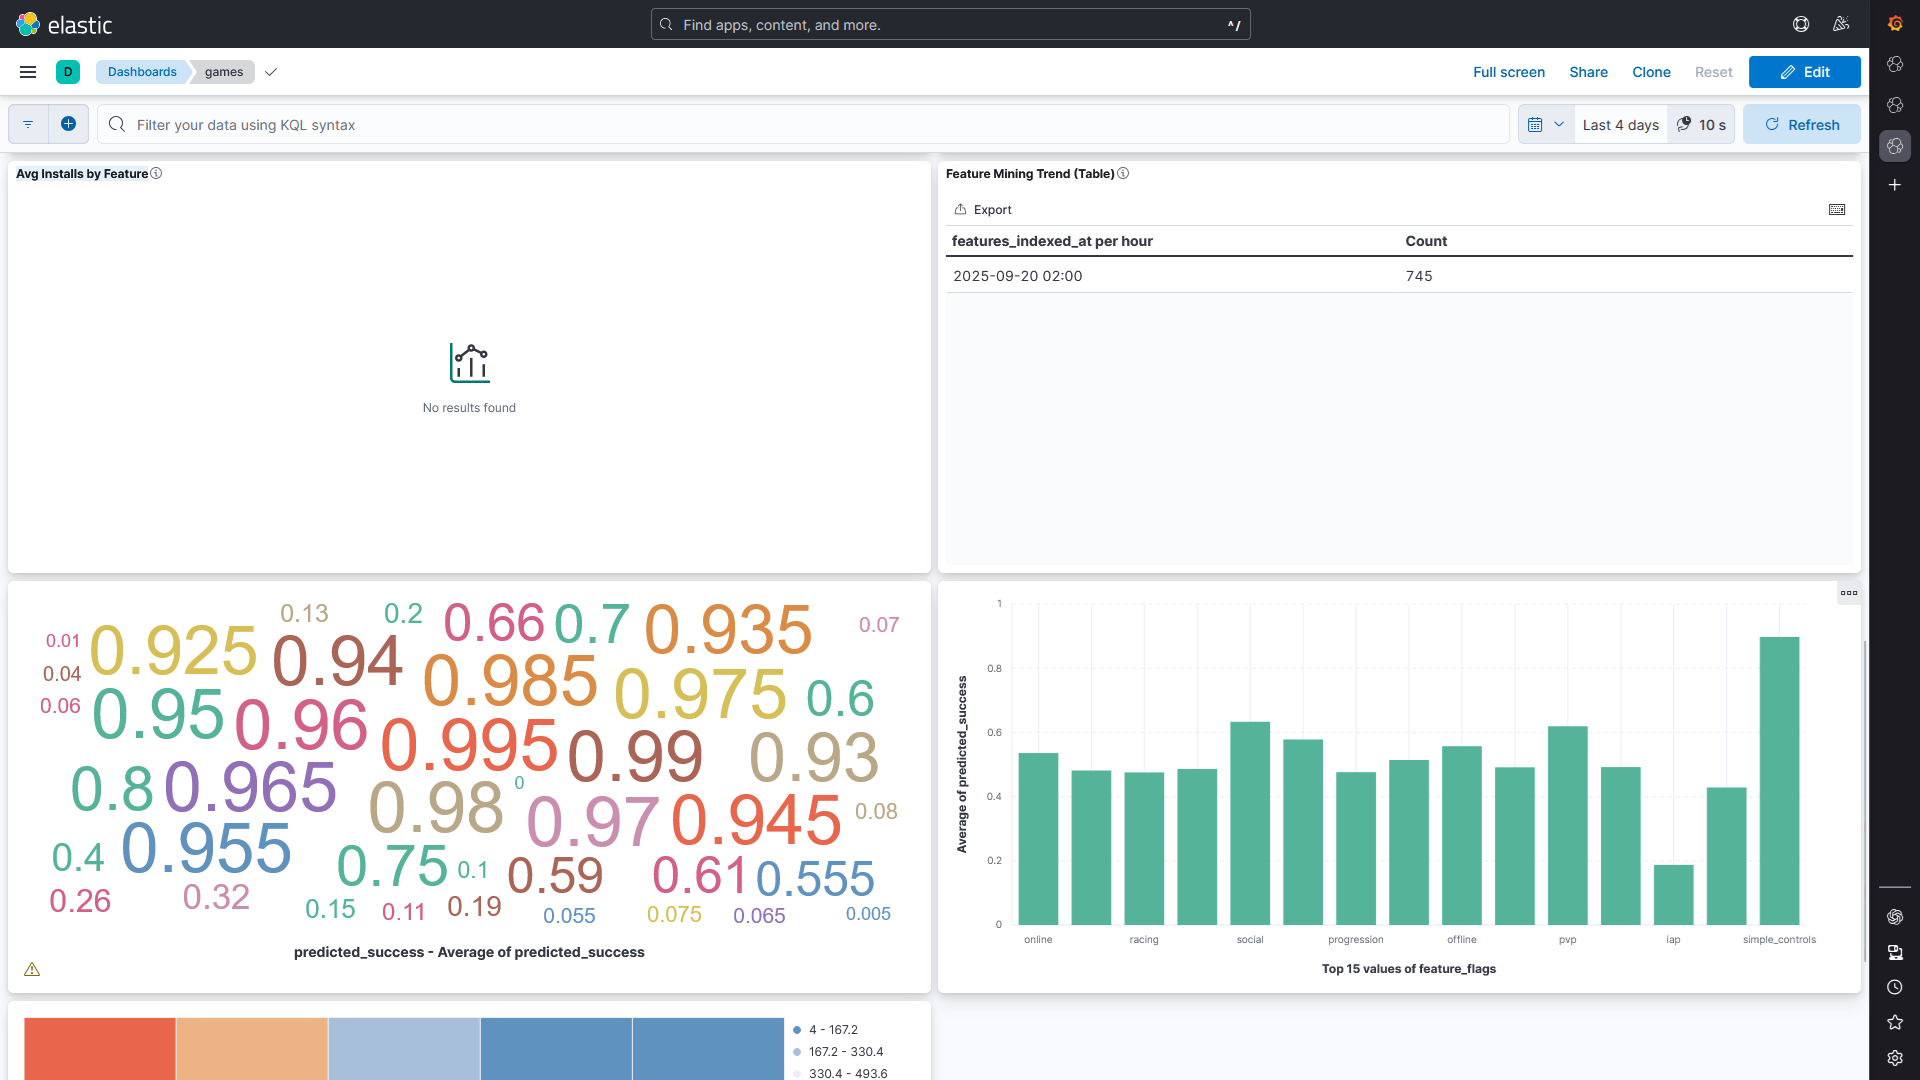 elastic
Find apps, content, and more.
^/
D
Dashboards
games
Full screen
Share
Clone
Reset
Edit
Filter your data using KQL syntax
Last 4 days
10 s
Refresh
Avg Installs by Feature
No results found
Feature Mining Trend (Table)
Export
features_indexed_at per hour Count
2025-09-20 02:00 745
0.13 0.2 0.66 0.7 0.935 0.07
0.01 0.925 0.94
0.04 0.985 0.975 0.6
0.06 0.95 0.96
0.995 0.99 0.93
0.8 0.965 0.98 0 0.97 0.945 0.08
0.4 0.955 0.75 0.1 0.59 0.61 0.555
0.26 0.32 0.15 0.11 0.19 0.055 0.075 0.065 0.005
predicted_success - Average of predicted_success
Average of predicted_success
1
0.8
0.6
0.4
0.2
0
online racing social progression offline pvp iap simple_controls
Top 15 values of feature_flags
4 - 167.2
167.2 - 330.4
330.4 - 493.6